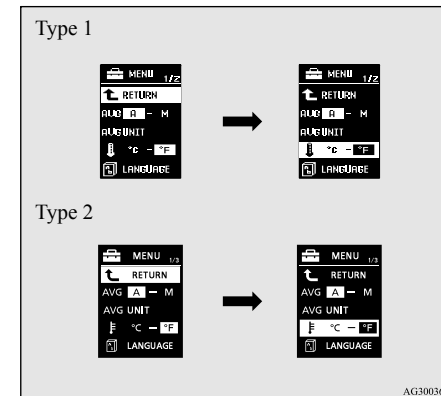 Type 1
MENU 1/2
RETURN
AVG A - M
AVG UNIT
°C - °F
LANGUAGE
MENU 1/2
RETURN
AVG A - M
AVG UNIT
°C - °F
LANGUAGE
Type 2
MENU 1/3
RETURN
AVG A - M
AVG UNIT
°C - °F
LANGUAGE
MENU 1/3
RETURN
AVG A - M
AVG UNIT
°C - °F
LANGUAGE
AG30036